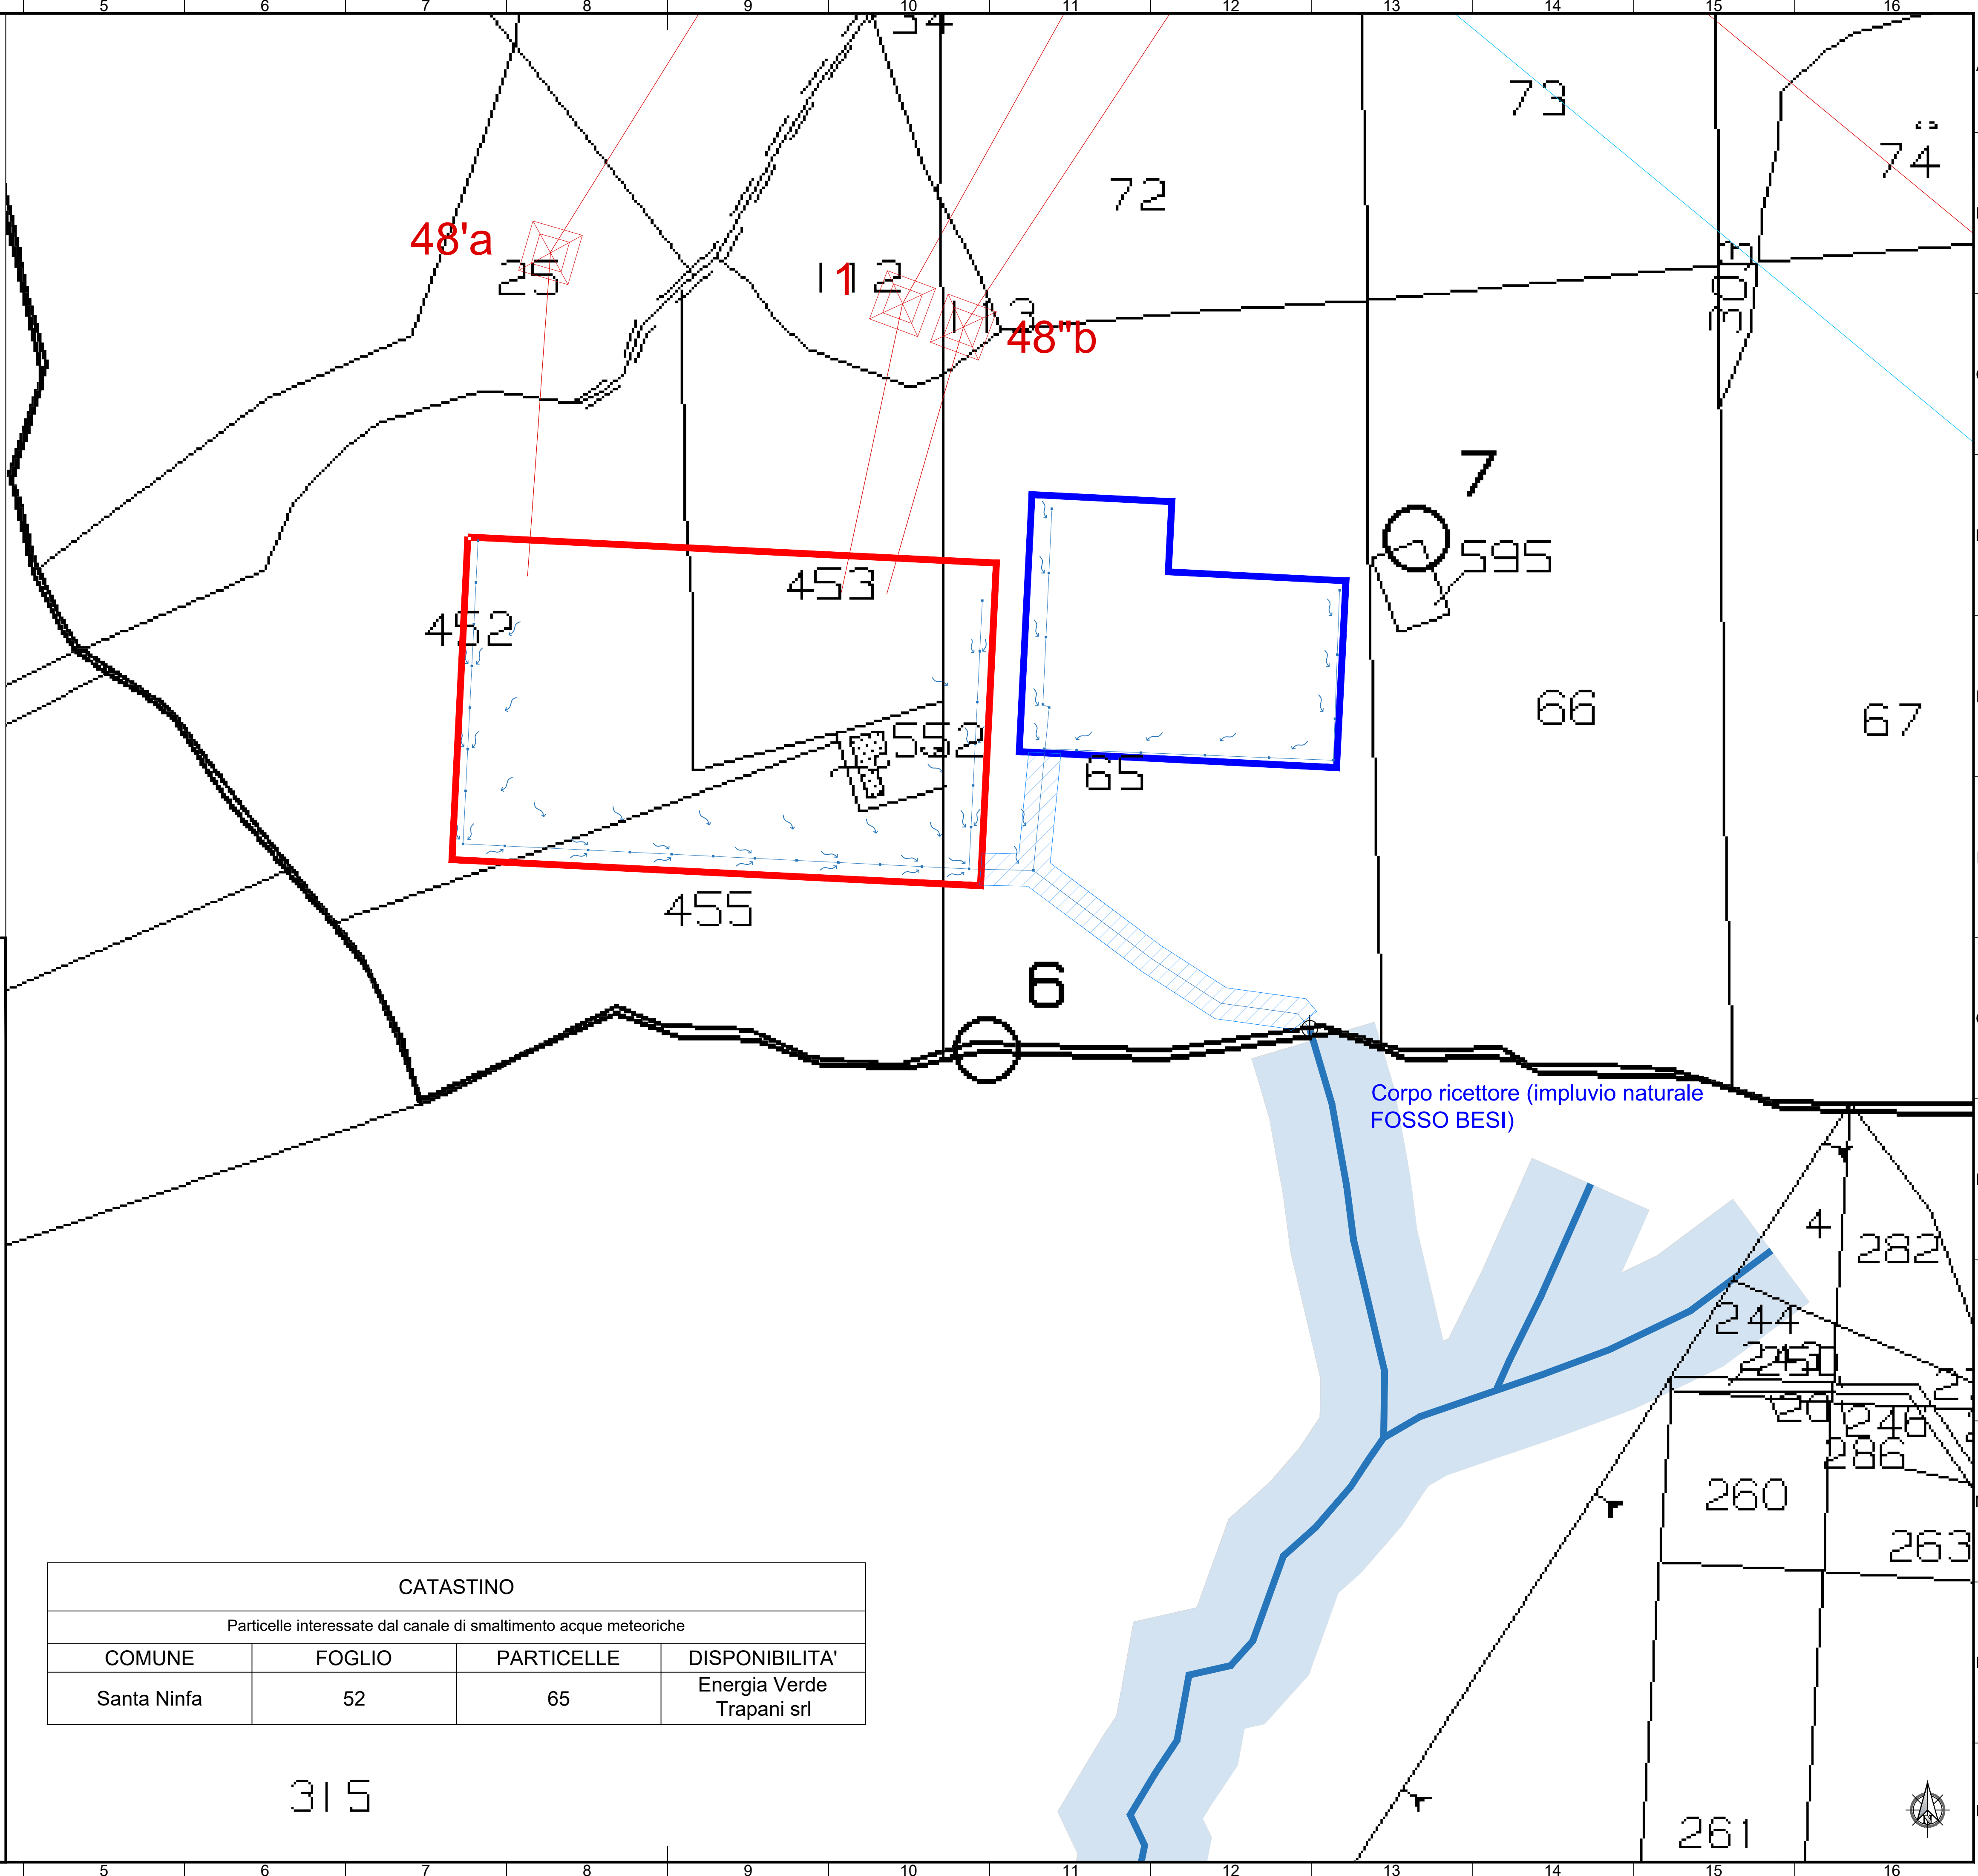 5 6 7 8 9 10 11 12 13 14 15 16
73
74
72
48'a
25
1
48"b
303
7
595
453
452
66
67
552
65
455
6
Corpo ricettore (impluvio naturale
FOSSO BESI)
4
282
244
246
286
260
263
CATASTINO
Particelle interessate dal canale di smaltimento acque meteoriche
COMUNE FOGLIO PARTICELLE DISPONIBILITA'
Santa Ninfa 52 65 Energia Verde
Trapani srl
315
261
N
5 6 7 8 9 10 11 12 13 14 15 16